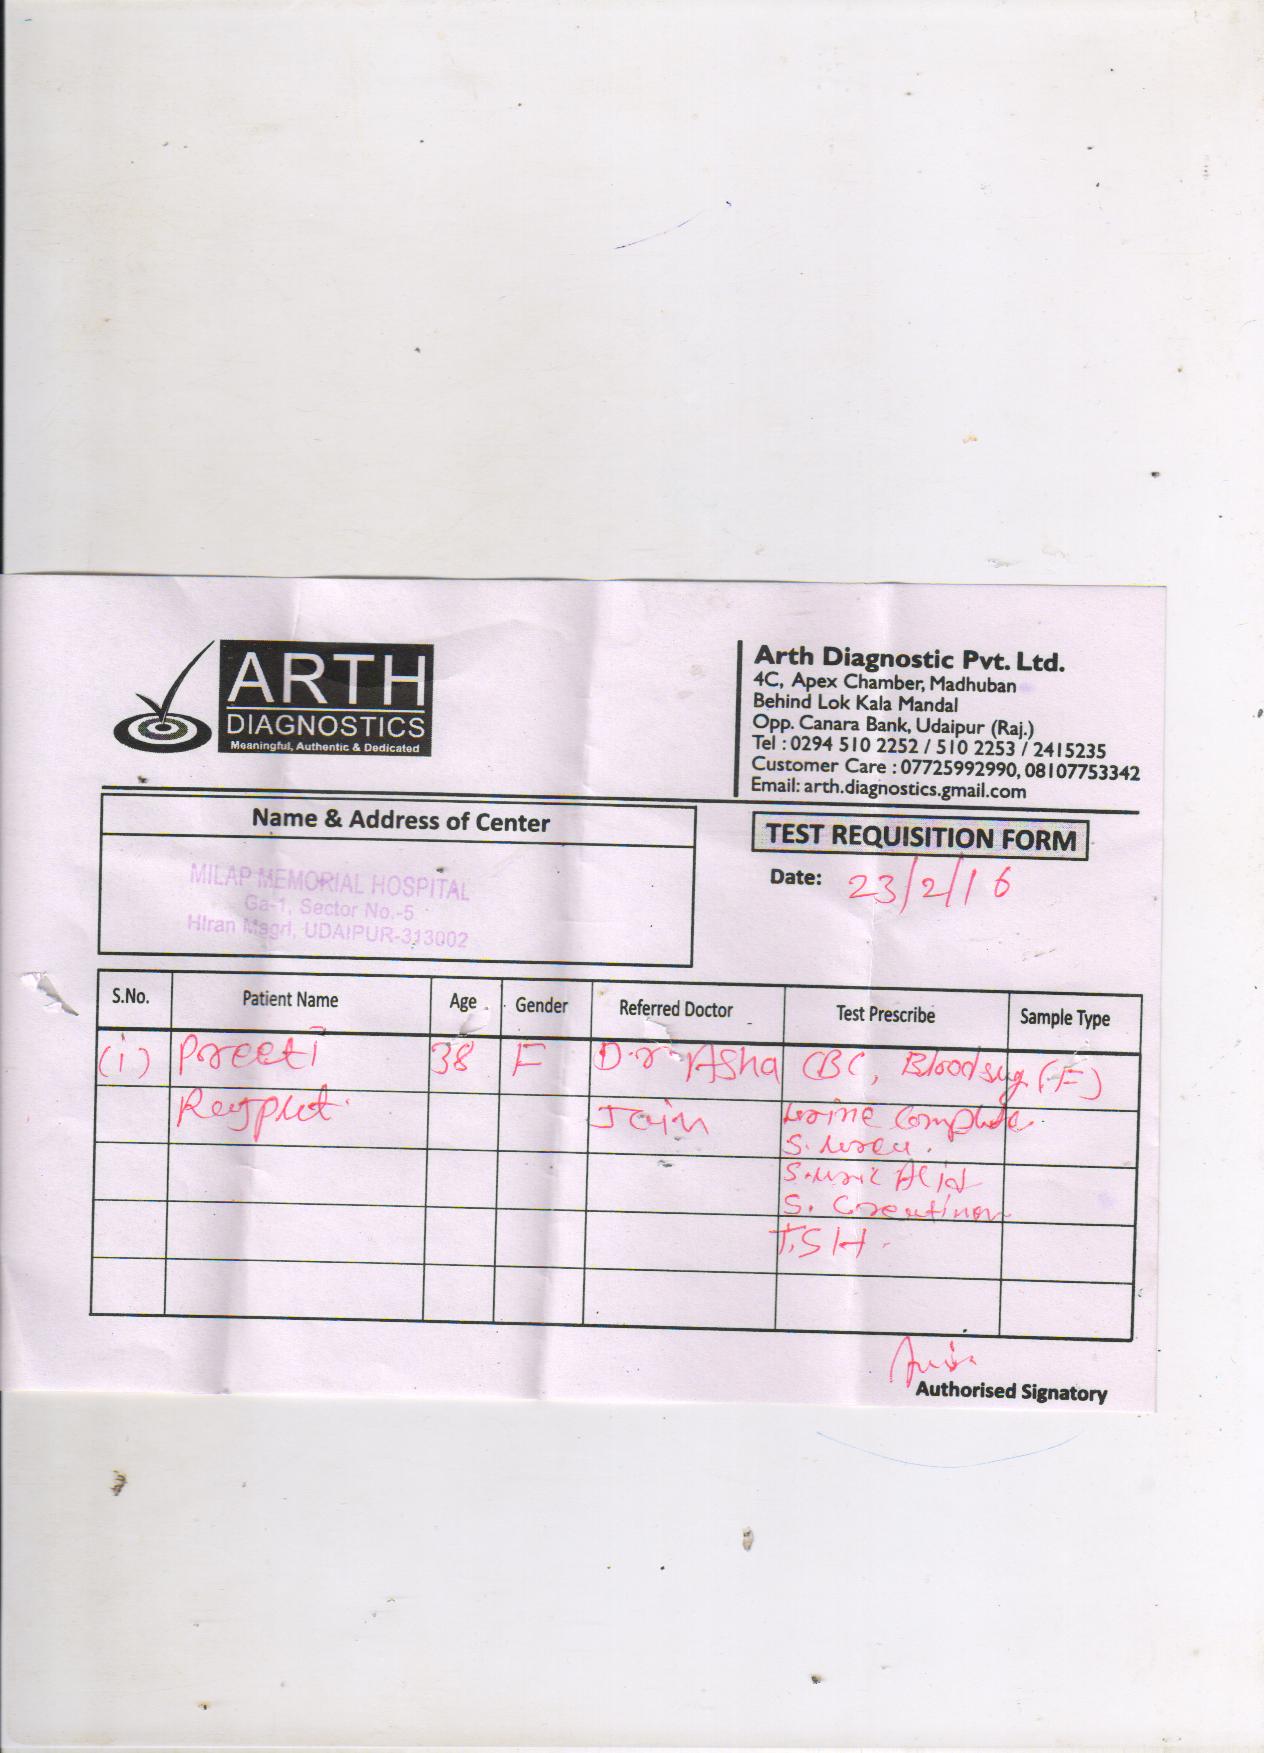 ARTH
DIAGNOSTICS
Meaningful, Authentic & Dedicated
Arth Diagnostic Pvt. Ltd.
4C, Apex Chamber, Madhuban
Behind Lok Kala Mandal
Opp. Canara Bank, Udaipur (Raj.)
Tel : 0294 510 2252 / 510 2253 / 2415235
Customer Care : 07725992990, 08107753342
Email: arth.diagnostics.gmail.com
Name & Address of Center
MILAP MEMORIAL HOSPITAL
Ga-1, Sector No.-5
Hiran Magri, UDAIPUR-313002
TEST REQUISITION FORM
Date: 23/2/16
S.No. Patient Name Age Gender Referred Doctor Test Prescribe Sample Type
(i) Preeti 38 F D.r Asha CBC, Blood sug (F)
Rajput. Jain Urine Complete
S. Urea.
S. Uric Acid
S. Creatinen
T.SH.
Authorised Signatory